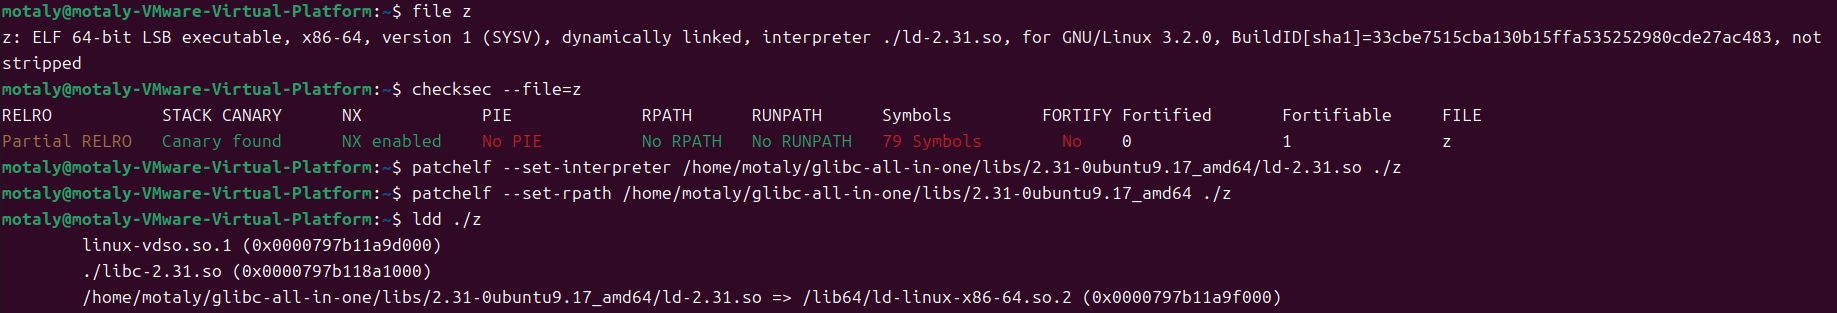 motaly@motaly-VMware-Virtual-Platform:~$ file z
z: ELF 64-bit LSB executable, x86-64, version 1 (SYSV), dynamically linked, interpreter ./ld-2.31.so, for GNU/Linux 3.2.0, BuildID[sha1]=33cbe7515cba130b15ffa535252980cde27ac483, not
stripped
motaly@motaly-VMware-Virtual-Platform:~$ checksec --file=z
RELRO STACK CANARY NX PIE RPATH RUNPATH Symbols FORTIFY Fortified Fortifiable FILE
Partial RELRO Canary found NX enabled No PIE No RPATH No RUNPATH 79 Symbols No 0 1 z
motaly@motaly-VMware-Virtual-Platform:~$ patchelf --set-interpreter /home/motaly/glibc-all-in-one/libs/2.31-0ubuntu9.17_amd64/ld-2.31.so ./z
motaly@motaly-VMware-Virtual-Platform:~$ patchelf --set-rpath /home/motaly/glibc-all-in-one/libs/2.31-0ubuntu9.17_amd64 ./z
motaly@motaly-VMware-Virtual-Platform:~$ ldd ./z
linux-vdso.so.1 (0x0000797b11a9d000)
./libc-2.31.so (0x0000797b118a1000)
/home/motaly/glibc-all-in-one/libs/2.31-0ubuntu9.17_amd64/ld-2.31.so => /lib64/ld-linux-x86-64.so.2 (0x0000797b11a9f000)